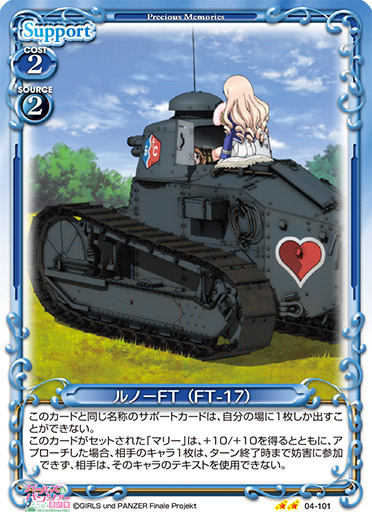 Precious Memories
Support
COST
2
SOURCE
2
ルノーFT（FT-17）
このカードと同じ名称のサポートカードは、自分の場に1枚しか出すこ
とができない。
このカードがセットされた「マリー」は、+10/+10を得るとともに、ア
プローチした場合、相手のキャラ1枚は、ターン終了時まで妨害に参加
できず、相手は、そのキャラのテキストを使用できない。
©GIRLS und PANZER Finale Projekt
04-101